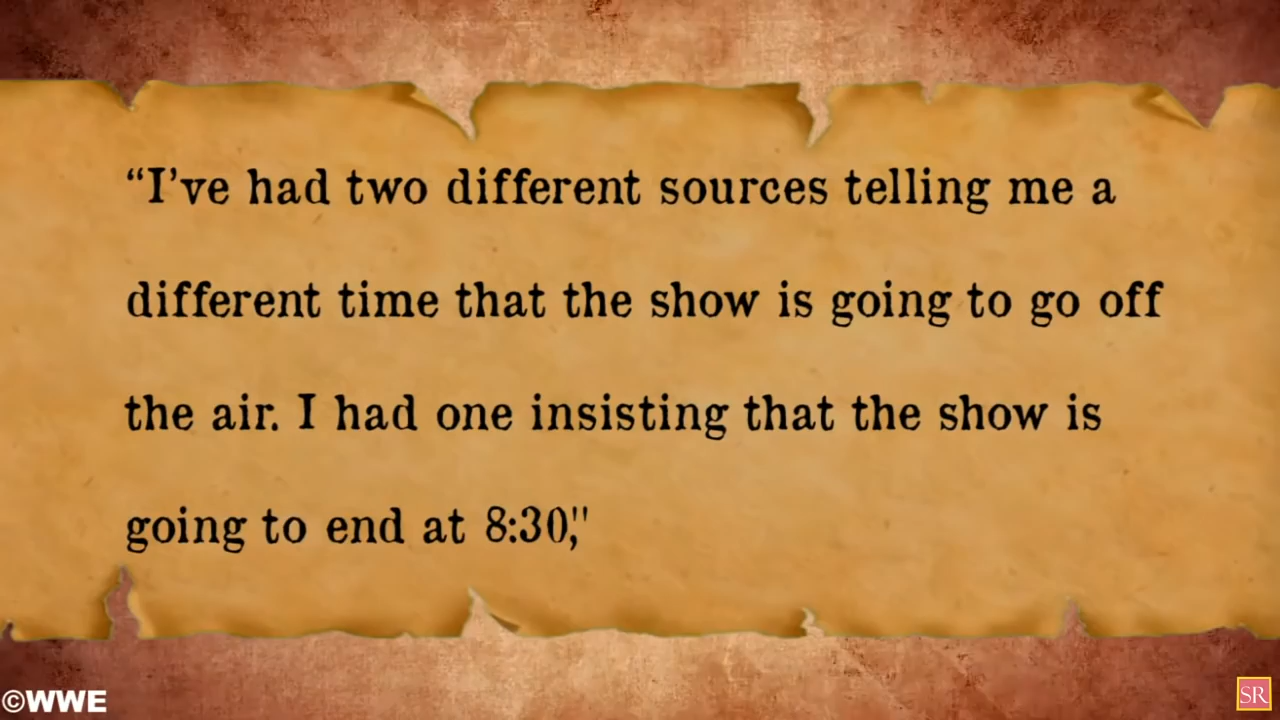 “I’ve had two different sources telling me a
different time that the show is going to go off
the air. I had one insisting that the show is
going to end at 8:30,"
©WWE
SR